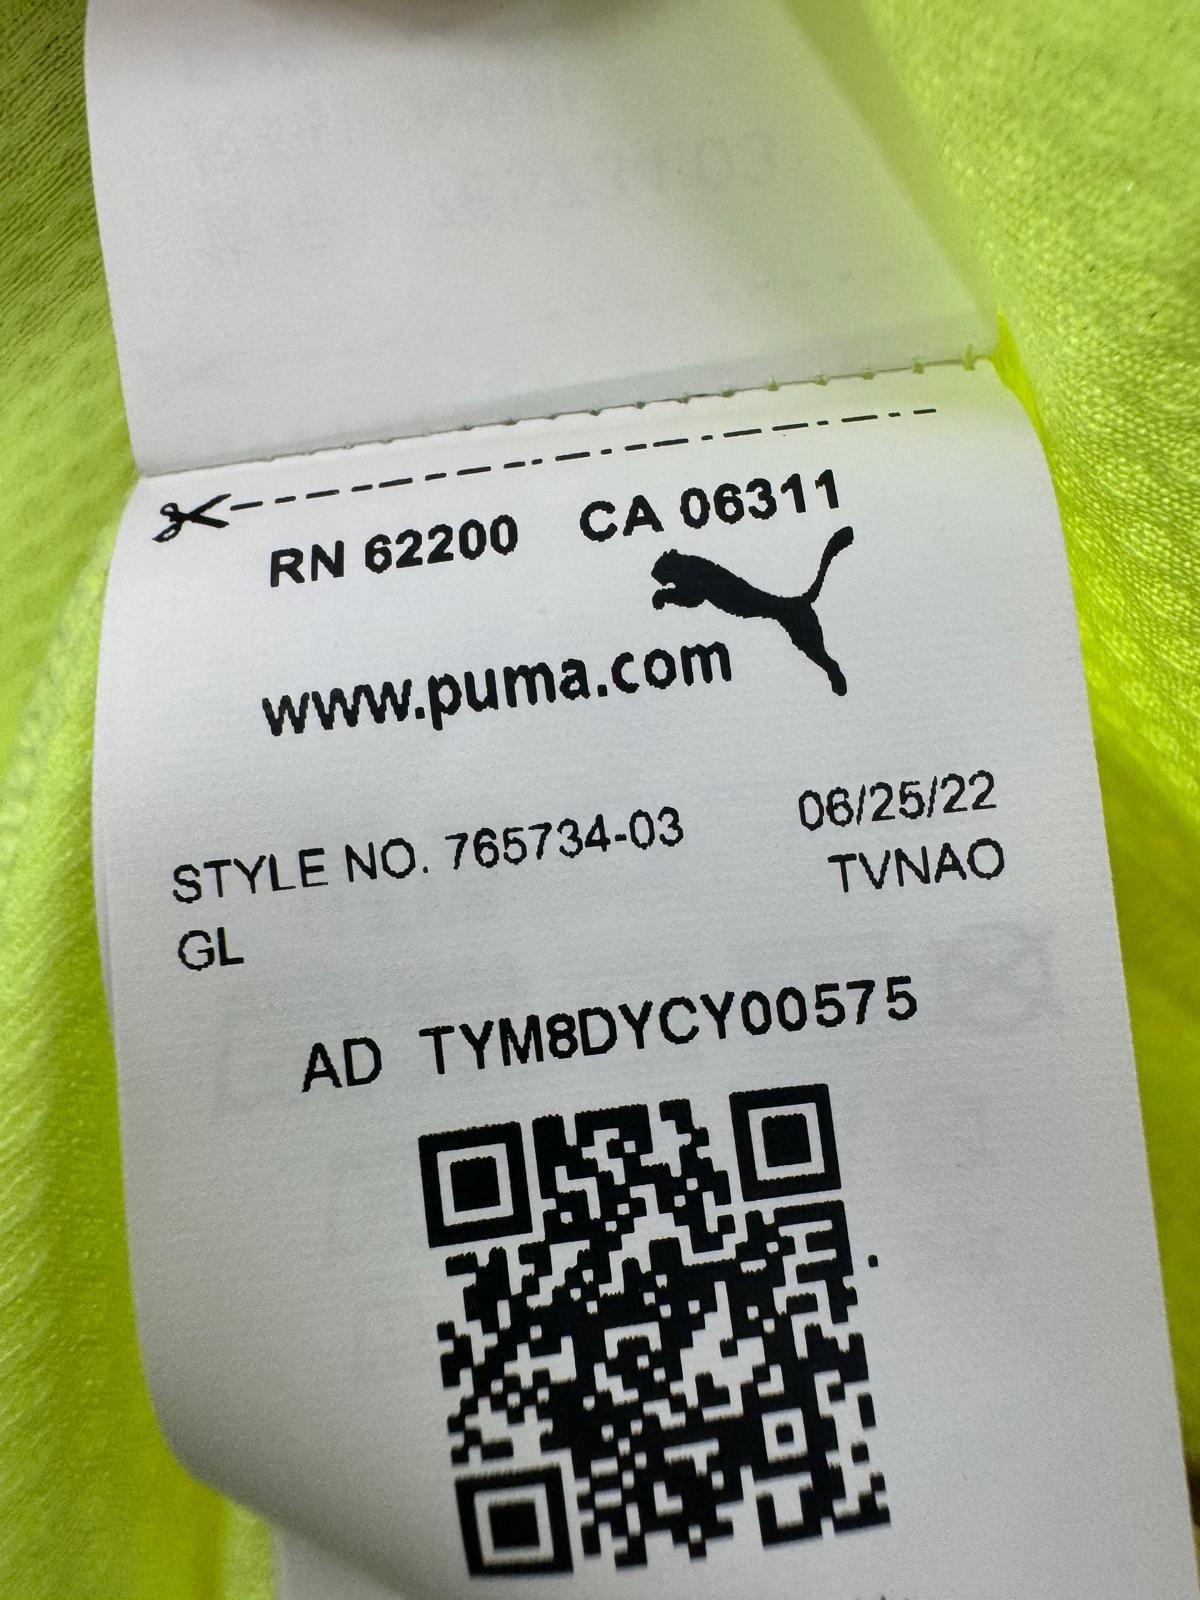 RN 62200 CA 06311
www.puma.com
STYLE NO. 765734-03 06/25/22
GL TVNAO
AD TYM8DYCY00575